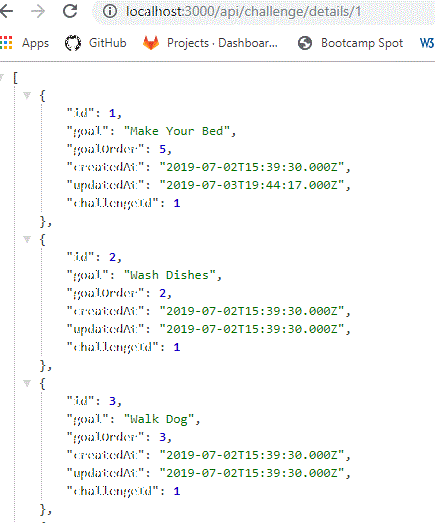 localhost:3000/api/challenge/details/1
Apps GitHub Projects · Dashboar... Bootcamp Spot W3S
[
{
"id": 1,
"goal": "Make Your Bed",
"goalOrder": 5,
"createdAt": "2019-07-02T15:39:30.000Z",
"updatedAt": "2019-07-03T19:44:17.000Z",
"challengeId": 1
},
{
"id": 2,
"goal": "Wash Dishes",
"goalOrder": 2,
"createdAt": "2019-07-02T15:39:30.000Z",
"updatedAt": "2019-07-02T15:39:30.000Z",
"challengeId": 1
},
{
"id": 3,
"goal": "Walk Dog",
"goalOrder": 3,
"createdAt": "2019-07-02T15:39:30.000Z",
"updatedAt": "2019-07-02T15:39:30.000Z",
"challengeId": 1
},